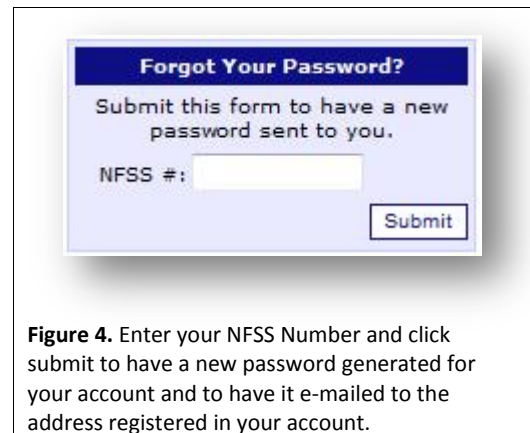 Forgot Your Password?
Submit this form to have a new
password sent to you.
NFSS #:
Submit
Figure 4. Enter your NFSS Number and click
submit to have a new password generated for
your account and to have it e-mailed to the
address registered in your account.